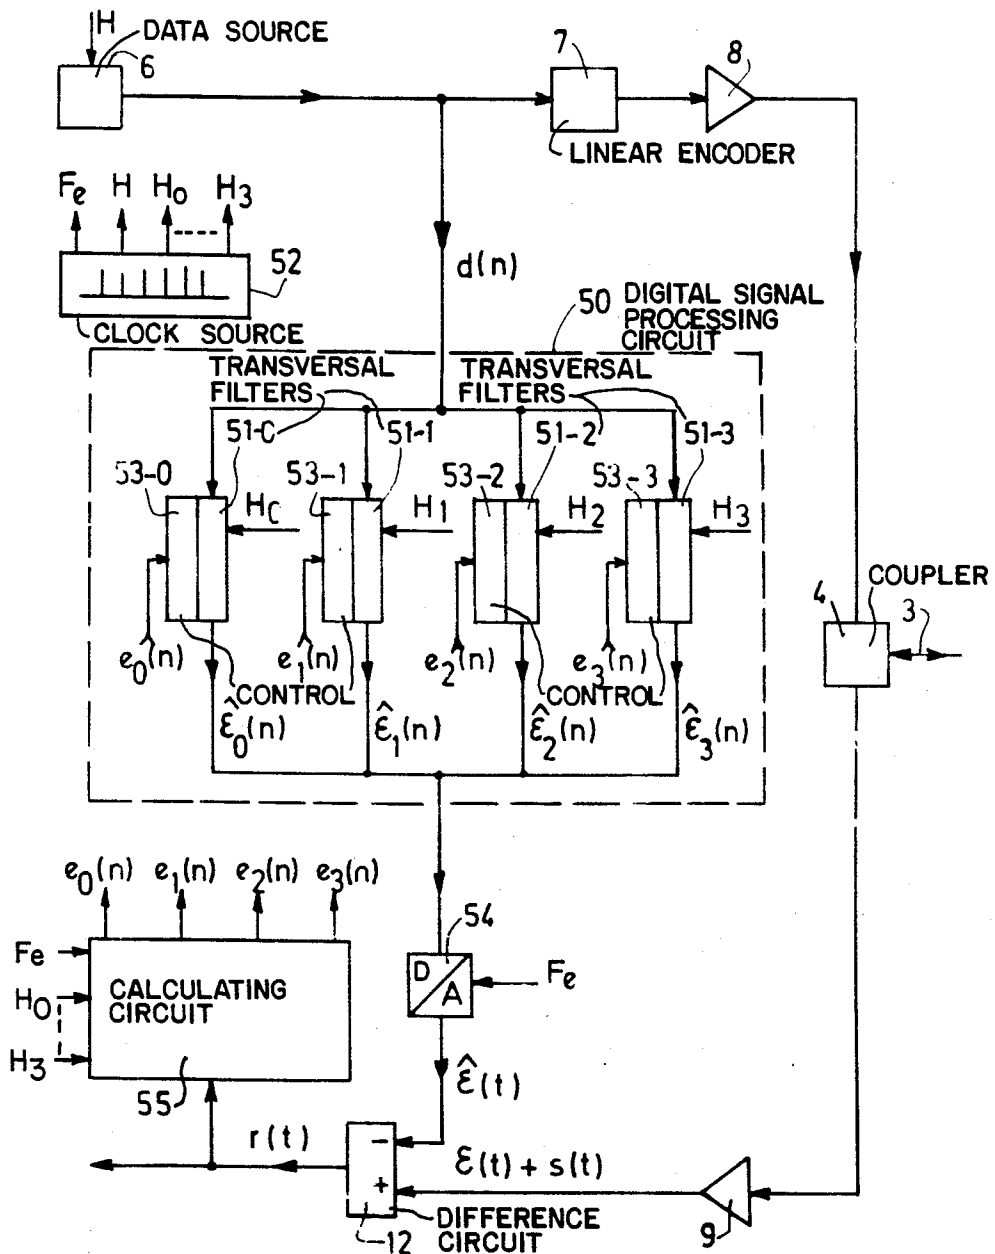 H
DATA SOURCE
6
7
8
LINEAR ENCODER
Fe H H0 H3
52
CLOCK SOURCE
d(n)
50 DIGITAL SIGNAL
PROCESSING
CIRCUIT
TRANSVERSAL
FILTERS
TRANSVERSAL
FILTERS
51-0 51-1 51-2 51-3
53-0 53-1 53-2 53-3
H0 H1 H2 H3
COUPLER
4 3
e0(n) e1(n) e2(n) e3(n)
CONTROL CONTROL
ε̂0(n) ε̂1(n) ε̂2(n) ε̂3(n)
e0(n) e1(n) e2(n) e3(n)
54
Fe
D
A
Fe
CALCULATING
CIRCUIT
H0
H3
55
ε̂(t)
r(t)
-
ε(t) + s(t)
+
12
DIFFERENCE
CIRCUIT
9